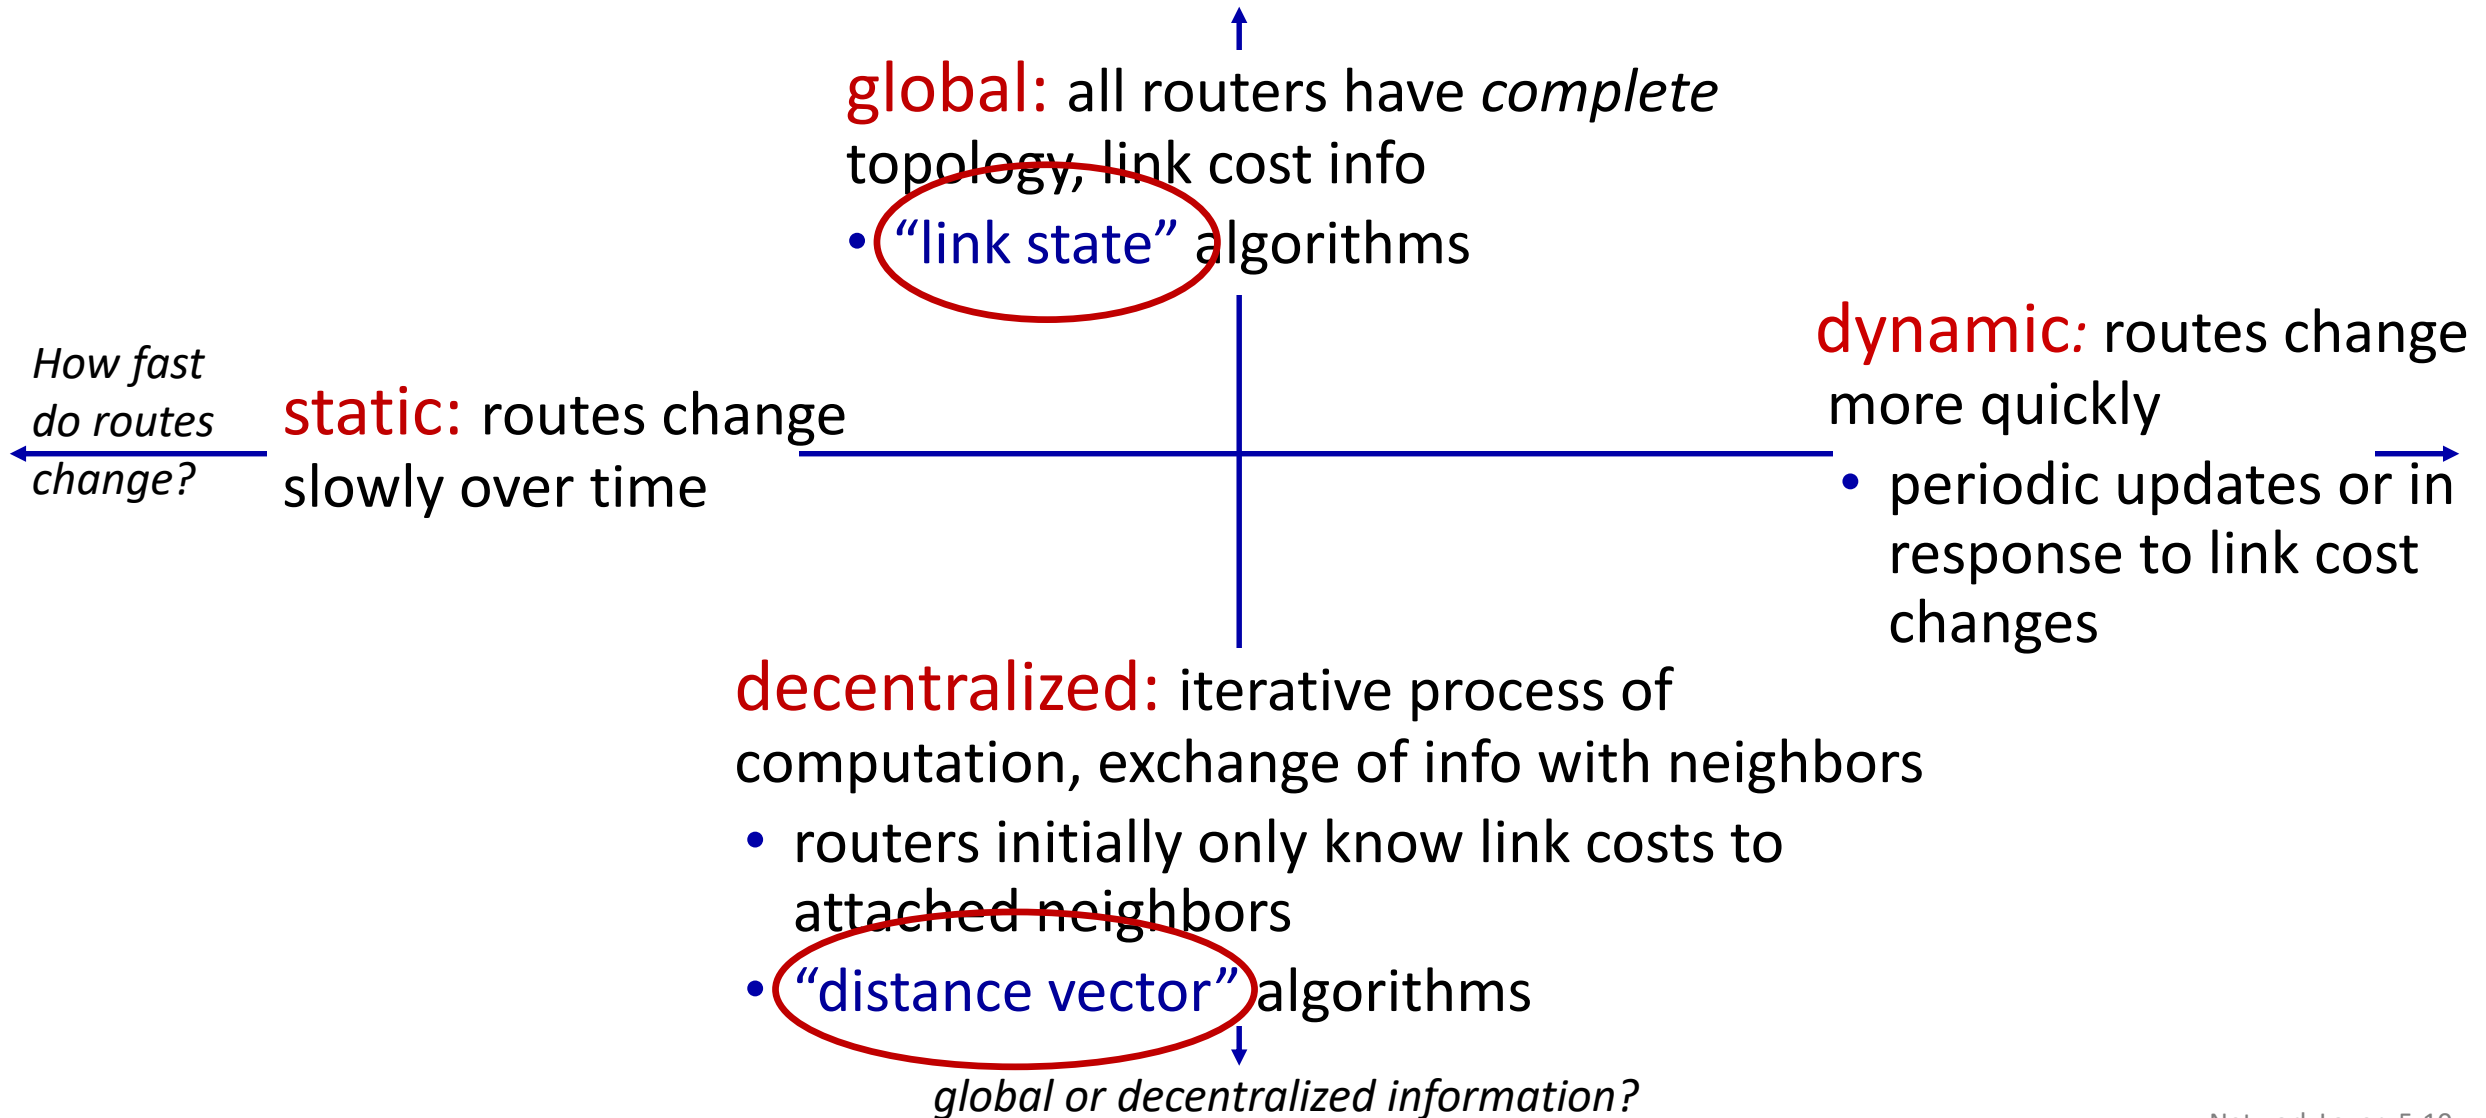 global: all routers have complete
topology, link cost info
• “link state” algorithms
How fast
do routes
change?
static: routes change
slowly over time
dynamic: routes change
more quickly
• periodic updates or in
response to link cost
changes
decentralized: iterative process of
computation, exchange of info with neighbors
• routers initially only know link costs to
attached neighbors
• “distance vector” algorithms
global or decentralized information?